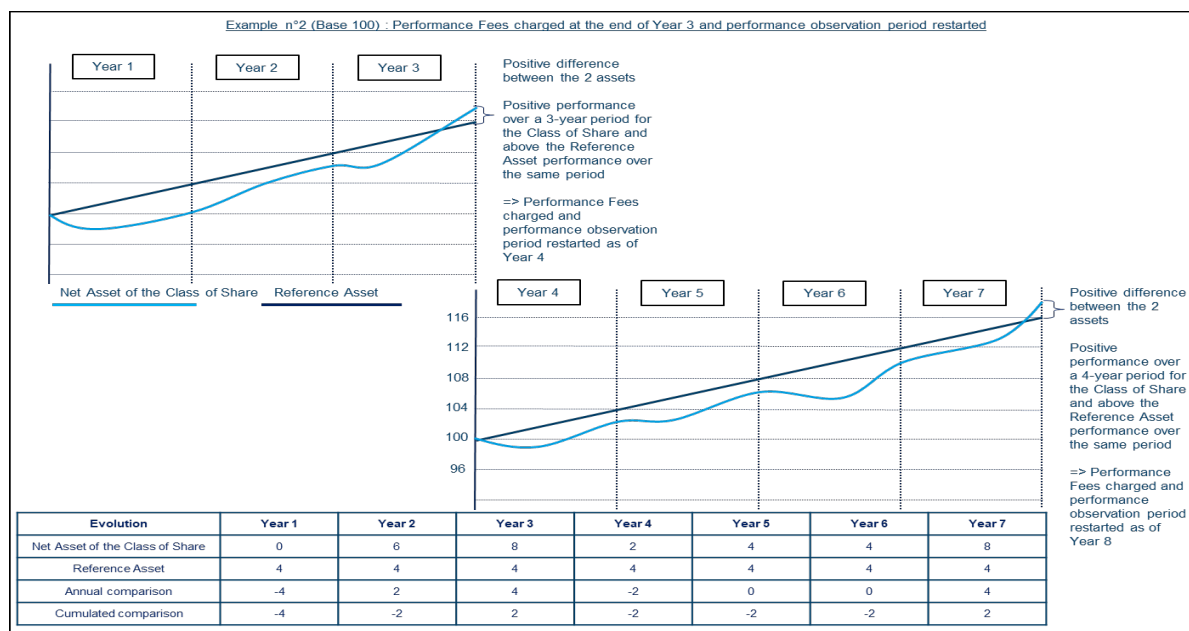 Example n°2 (Base 100) : Performance Fees charged at the end of Year 3 and performance observation period restarted
Year 1
Year 2
Year 3
Positive difference
between the 2 assets
Positive performance
over a 3-year period for
the Class of Share and
above the Reference
Asset performance over
the same period
=> Performance Fees
charged and
performance observation
period restarted as of
Year 4
Net Asset of the Class of Share
Reference Asset
Year 4
Year 5
Year 6
Year 7
116
112
108
104
100
96
Positive difference
between the 2
assets
Positive
performance over
a 4-year period for
the Class of Share
and above the
Reference Asset
performance over
the same period
=> Performance
Fees charged and
performance
observation period
restarted as of
Year 8
Evolution Year 1 Year 2 Year 3 Year 4 Year 5 Year 6 Year 7
Net Asset of the Class of Share 0 6 8 2 4 4 8
Reference Asset 4 4 4 4 4 4 4
Annual comparison -4 2 4 -2 0 0 4
Cumulated comparison -4 -2 2 -2 -2 -2 2